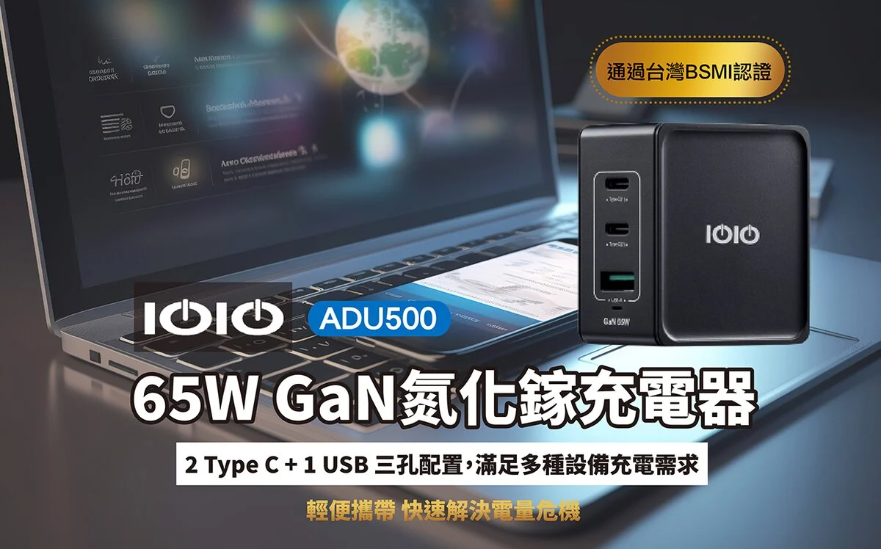 通過台灣BSMI認證
IOIO
GaN 65W
IOIO
ADU500
65W GaN氮化鎵充電器
2 Type C + 1 USB 三孔配置,滿足多種設備充電需求
輕便攜帶 快速解決電量危機